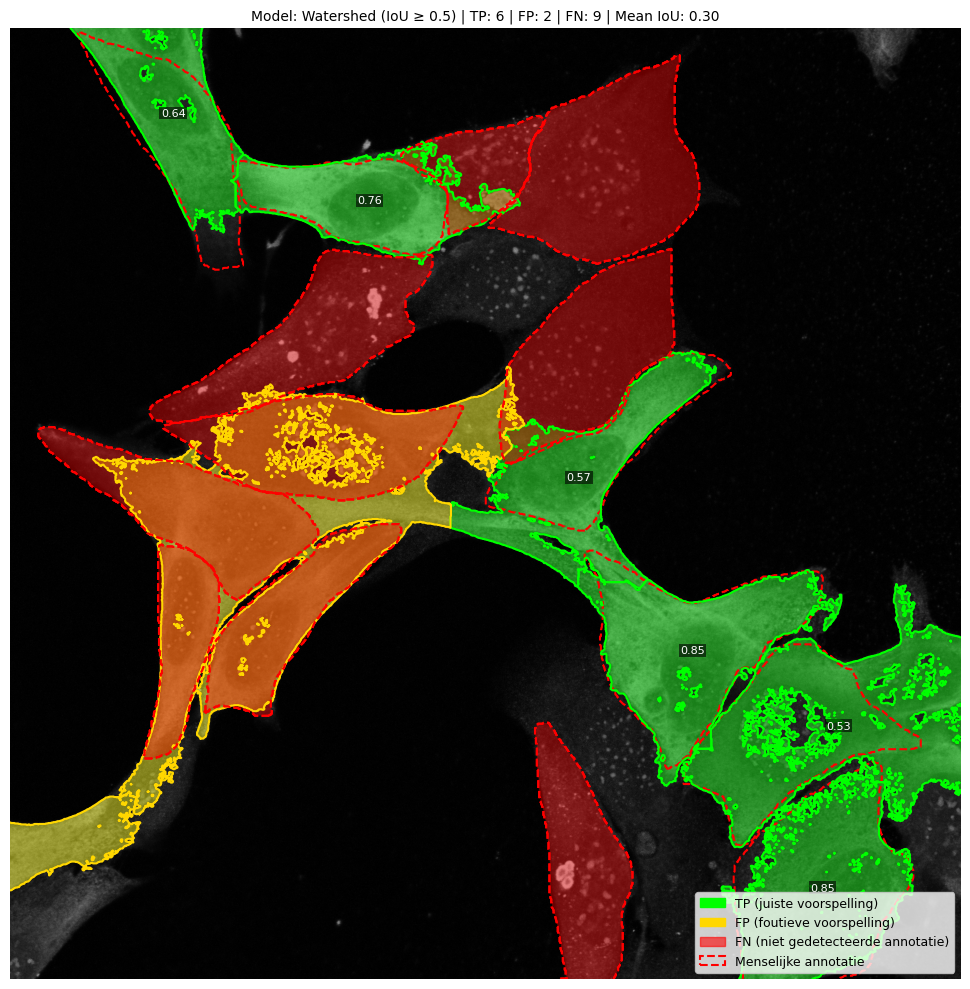 Model: Watershed (IoU ≥ 0.5) | TP: 6 | FP: 2 | FN: 9 | Mean IoU: 0.30
0.64
0.76
0.57
0.85
0.53
0.85
TP (juiste voorspelling)
FP (foutieve voorspelling)
FN (niet gedetecteerde annotatie)
Menselijke annotatie